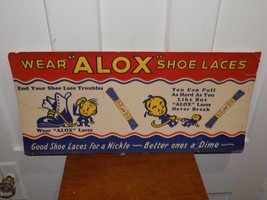 WEAR "ALOX" SHOE LACES
End Your Shoe Lace Troubles
Wear "ALOX" Laces
You Can Pull
As Hard As You
Like But
"ALOX" Laces
Never Break
Good Shoe Laces for a Nickle — Better ones a Dime